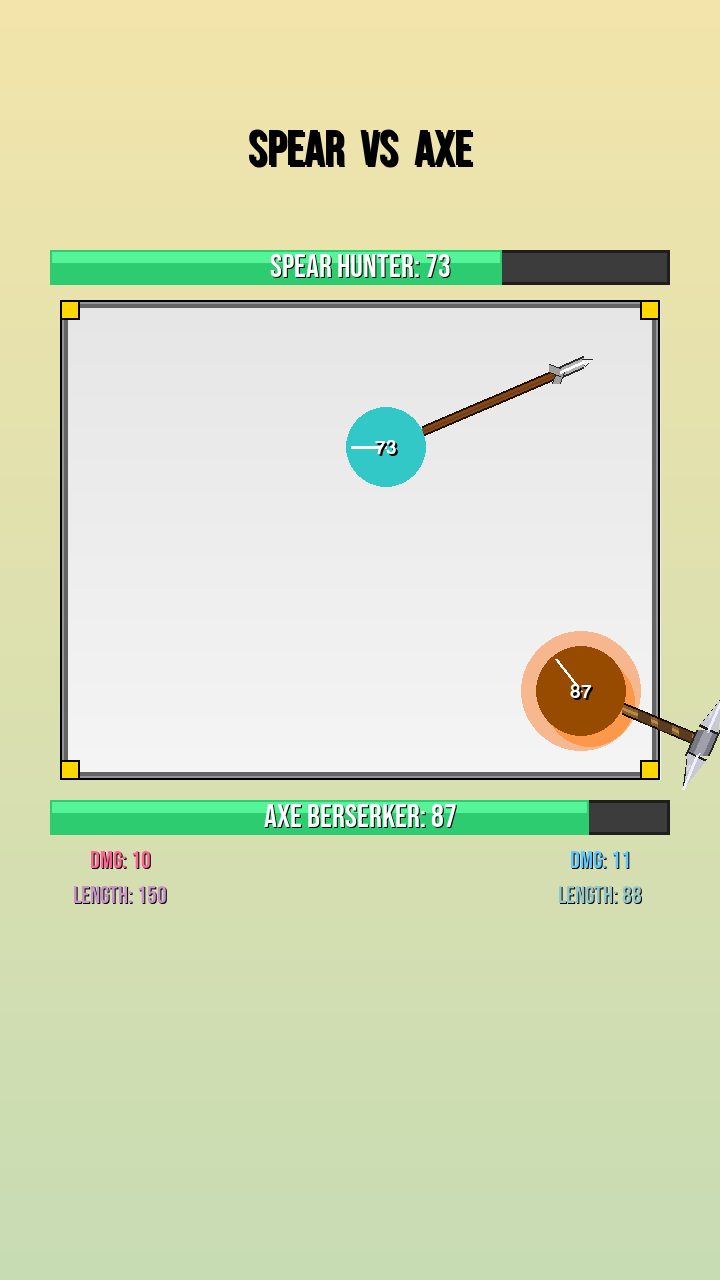 SPEAR VS AXE
SPEAR HUNTER: 73
73
87
AXE BERSERKER: 87
DMG: 10
DMG: 11
LENGTH: 150
LENGTH: 88